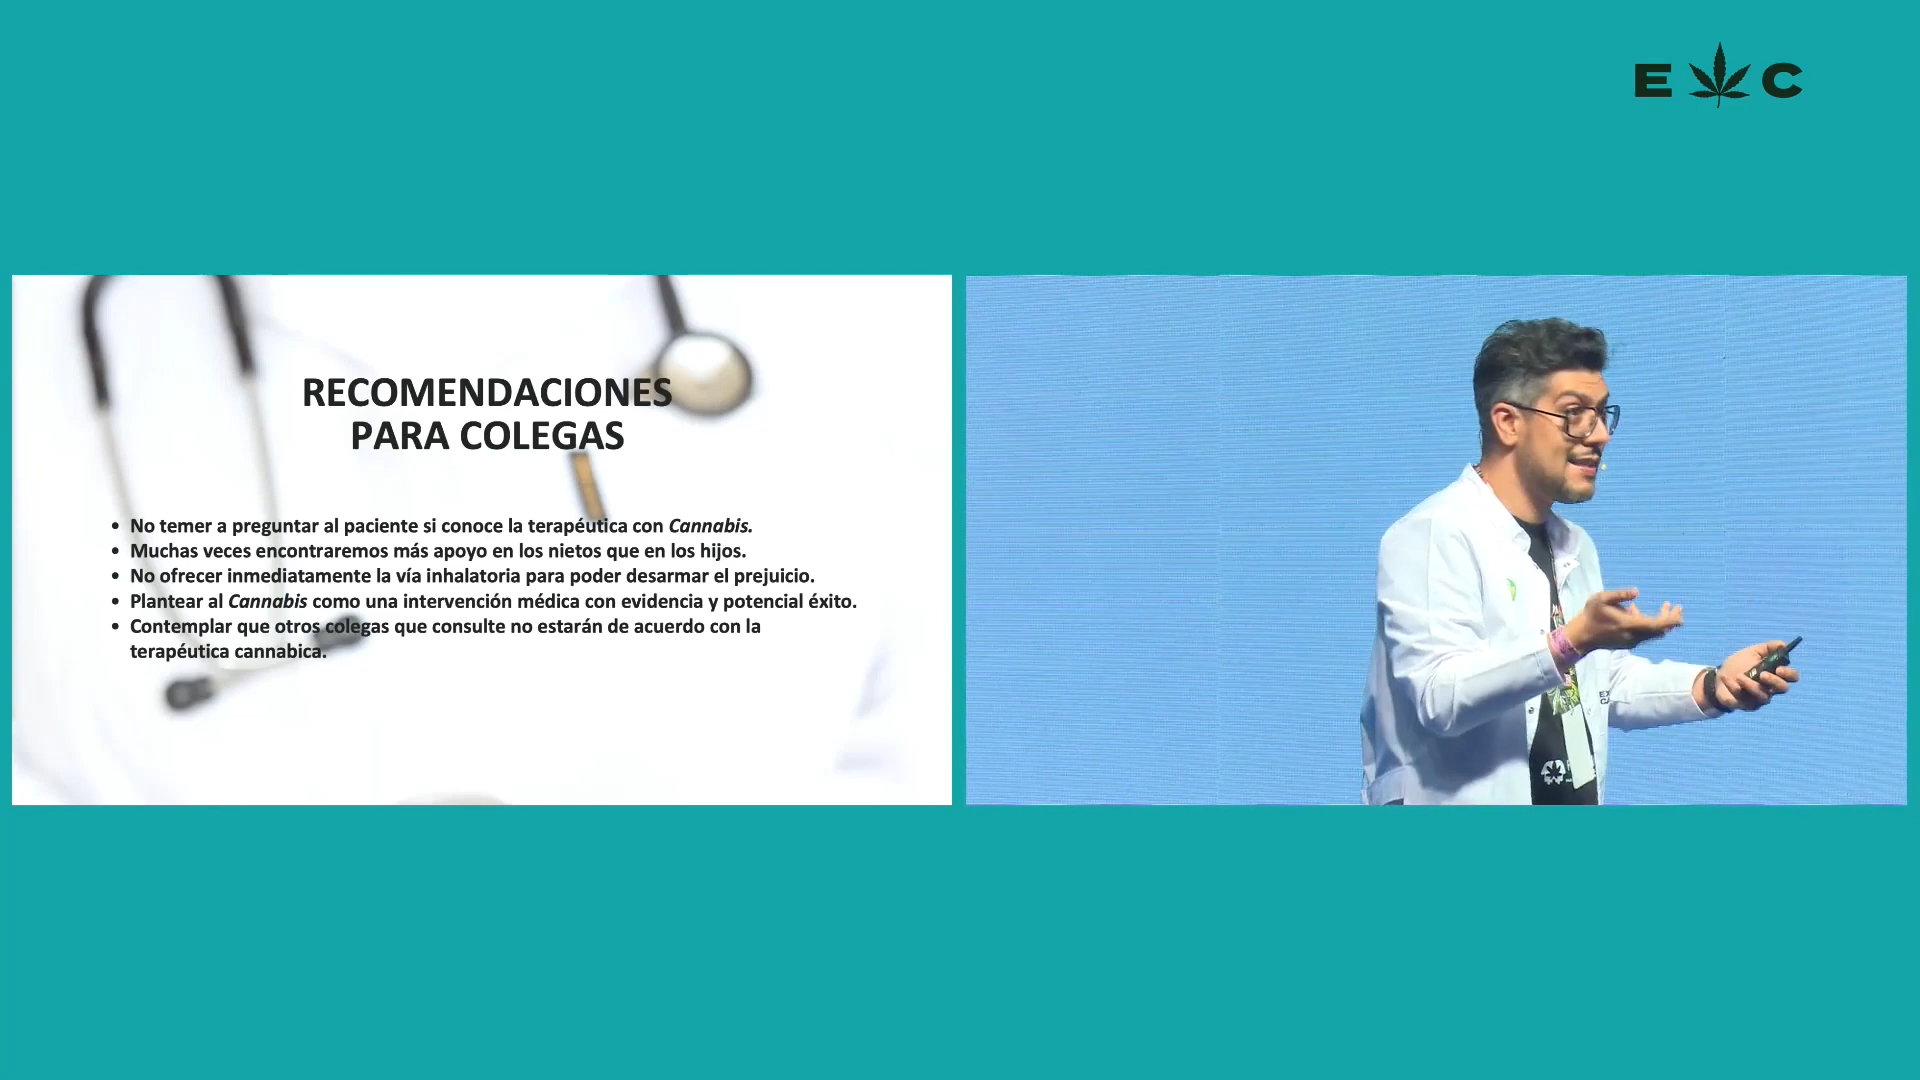 E C
RECOMENDACIONES
PARA COLEGAS
• No temer a preguntar al paciente si conoce la terapéutica con Cannabis.
• Muchas veces encontraremos más apoyo en los nietos que en los hijos.
• No ofrecer inmediatamente la vía inhalatoria para poder desarmar el prejuicio.
• Plantear al Cannabis como una intervención médica con evidencia y potencial éxito.
• Contemplar que otros colegas que consulte no estarán de acuerdo con la
terapéutica cannabica.